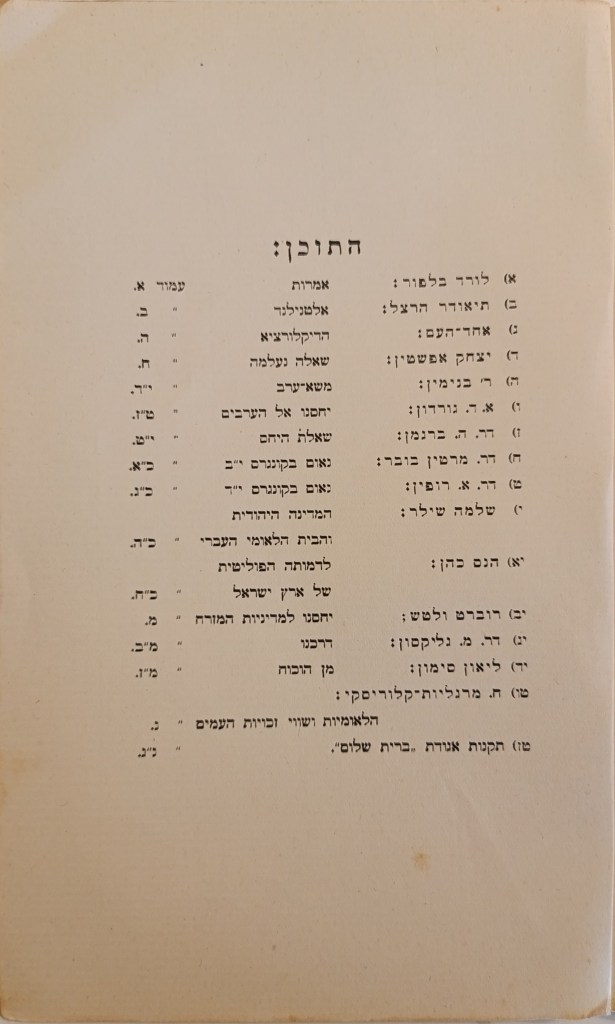 התוכן:
א) לורד בלפור: אמרות עמוד א.
ב) תיאודר הרצל: אלטנילנד " ב.
ג) אחד־העם: הדיקלורציא " ה.
ד) יצחק אפשטין: שאלה נעלמה " ח.
ה) ר׳ בנימין: משא־ערב " י"ד.
ו) א. ד. גורדון: יחסנו אל הערבים " ט"ז.
ז) דר. ה. ברגמן: שאלת היחס " י"ט.
ח) דר. מרטין בובר: נאום בקונגרס י"ב " כ"א.
ט) דר. א. רופין: נאום בקונגרס י"ד " כ"ג.
י) שלמה שילר: המדינה היהודית
והבית הלאומי העברי " כ"ה.
יא) הנס כהן: לדמותה הפוליטית
של ארץ ישראל " כ"ח.
יב) רוברט ולטש; יחסנו למדיניות המזרח " מ.
יג) דר. מ. גליקסון: דרכנו " מ"ב.
יד) ליאון סימון: מן הוכוח " מ"ז.
טו) ח. מרגליות־קלוריסקי:
הלאומיות ושווי זכויות העמים " נ.
טז) תקנות אגודת „ברית שלום". " נ"ג.